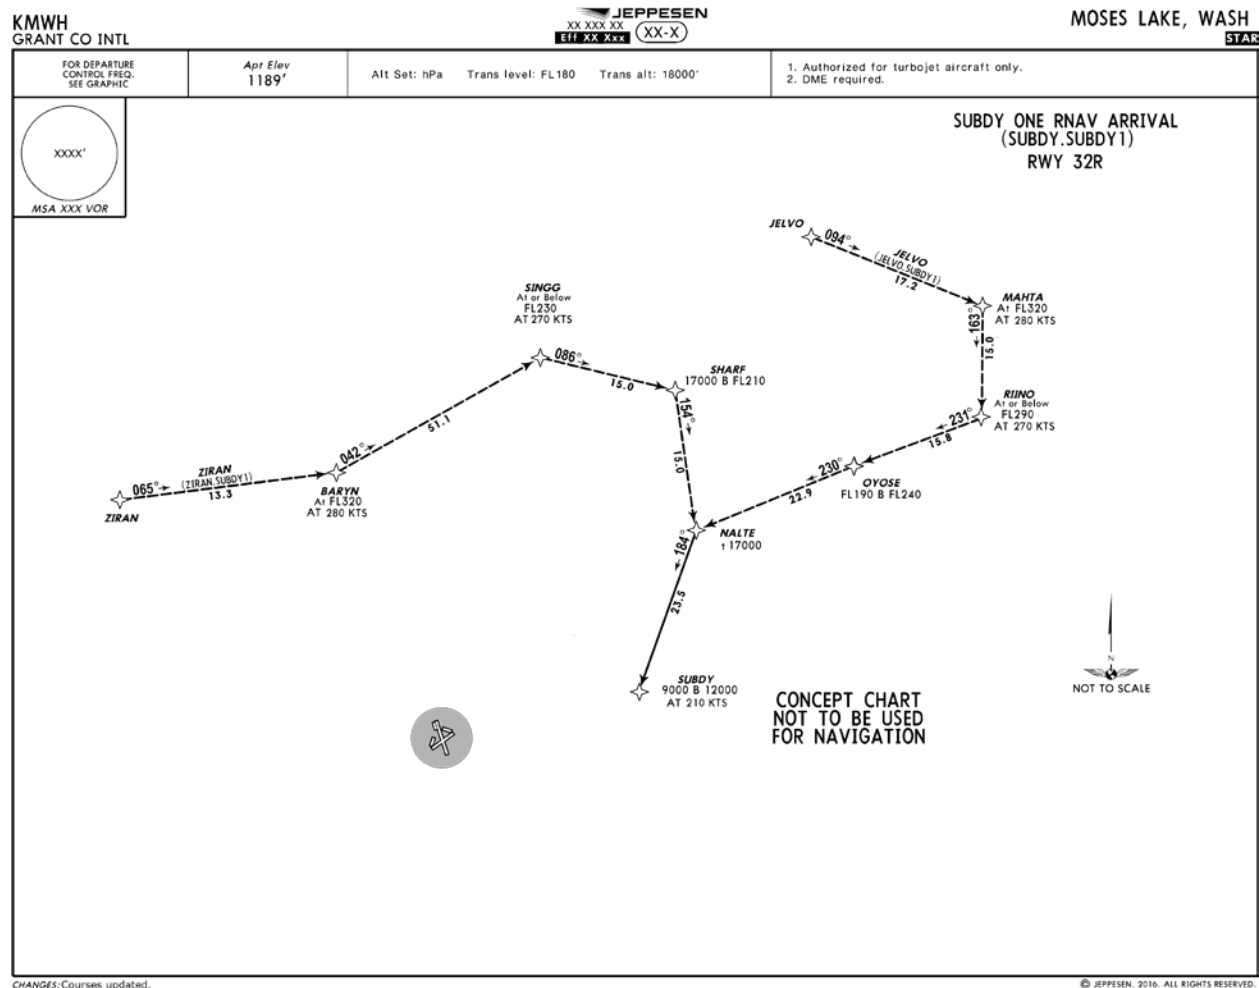 KMWH
GRANT CO INTL
JEPPESEN
XX XXX XX
Eff XX Xxx
XX-X
MOSES LAKE, WASH
STAR
FOR DEPARTURE
CONTROL FREQ.
SEE GRAPHIC
Apt Elev
1189'
Alt Set: hPa Trans level: FL180 Trans alt: 18000'
1. Authorized for turbojet aircraft only.
2. DME required.
XXXX'
MSA XXX VOR
SUBDY ONE RNAV ARRIVAL
(SUBDY.SUBDY1)
RWY 32R
JELVO
094°
JELVO
(JELVO.SUBDY1)
17.2
MAHTA
At FL320
AT 280 KTS
163°
15.0
SINGG
At or Below
FL230
AT 270 KTS
086°
15.0
SHARF
17000 B FL210
RIINO
At or Below
FL290
AT 270 KTS
231°
15.8
154°
15.0
042°
51.1
ZIRAN
(ZIRAN.SUBDY1)
065°
13.3
ZIRAN
BARYN
At FL320
AT 280 KTS
230°
22.9
OYOSE
FL190 B FL240
NALTE
† 17000
184°
23.5
SUBDY
9000 B 12000
AT 210 KTS
N
NOT TO SCALE
CONCEPT CHART
NOT TO BE USED
FOR NAVIGATION
CHANGES: Courses updated.
© JEPPESEN, 2016. ALL RIGHTS RESERVED.